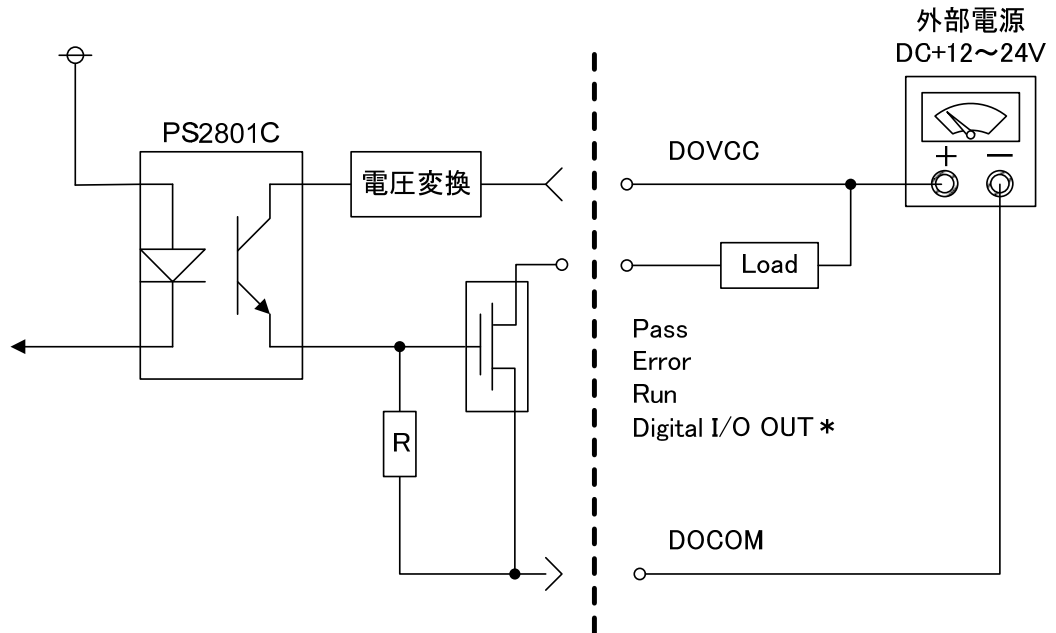 外部電源
DC+12～24V
PS2801C
DOVCC
電圧変換
+ −
Load
Pass
Error
Run
Digital I/O OUT *
R
DOCOM